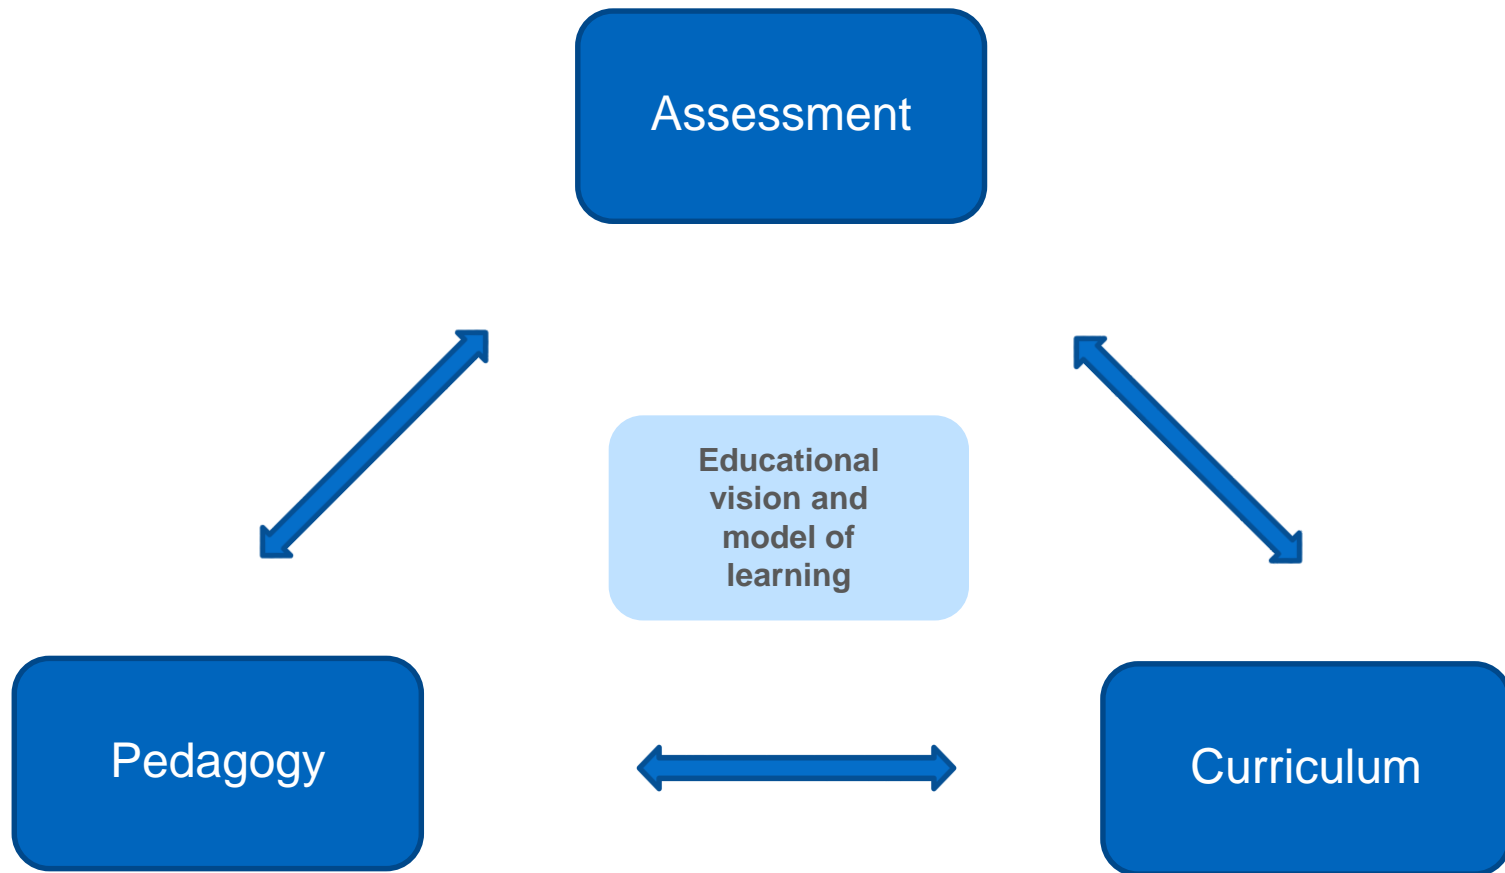 Assessment
Educational
vision and
model of
learning
Pedagogy
Curriculum